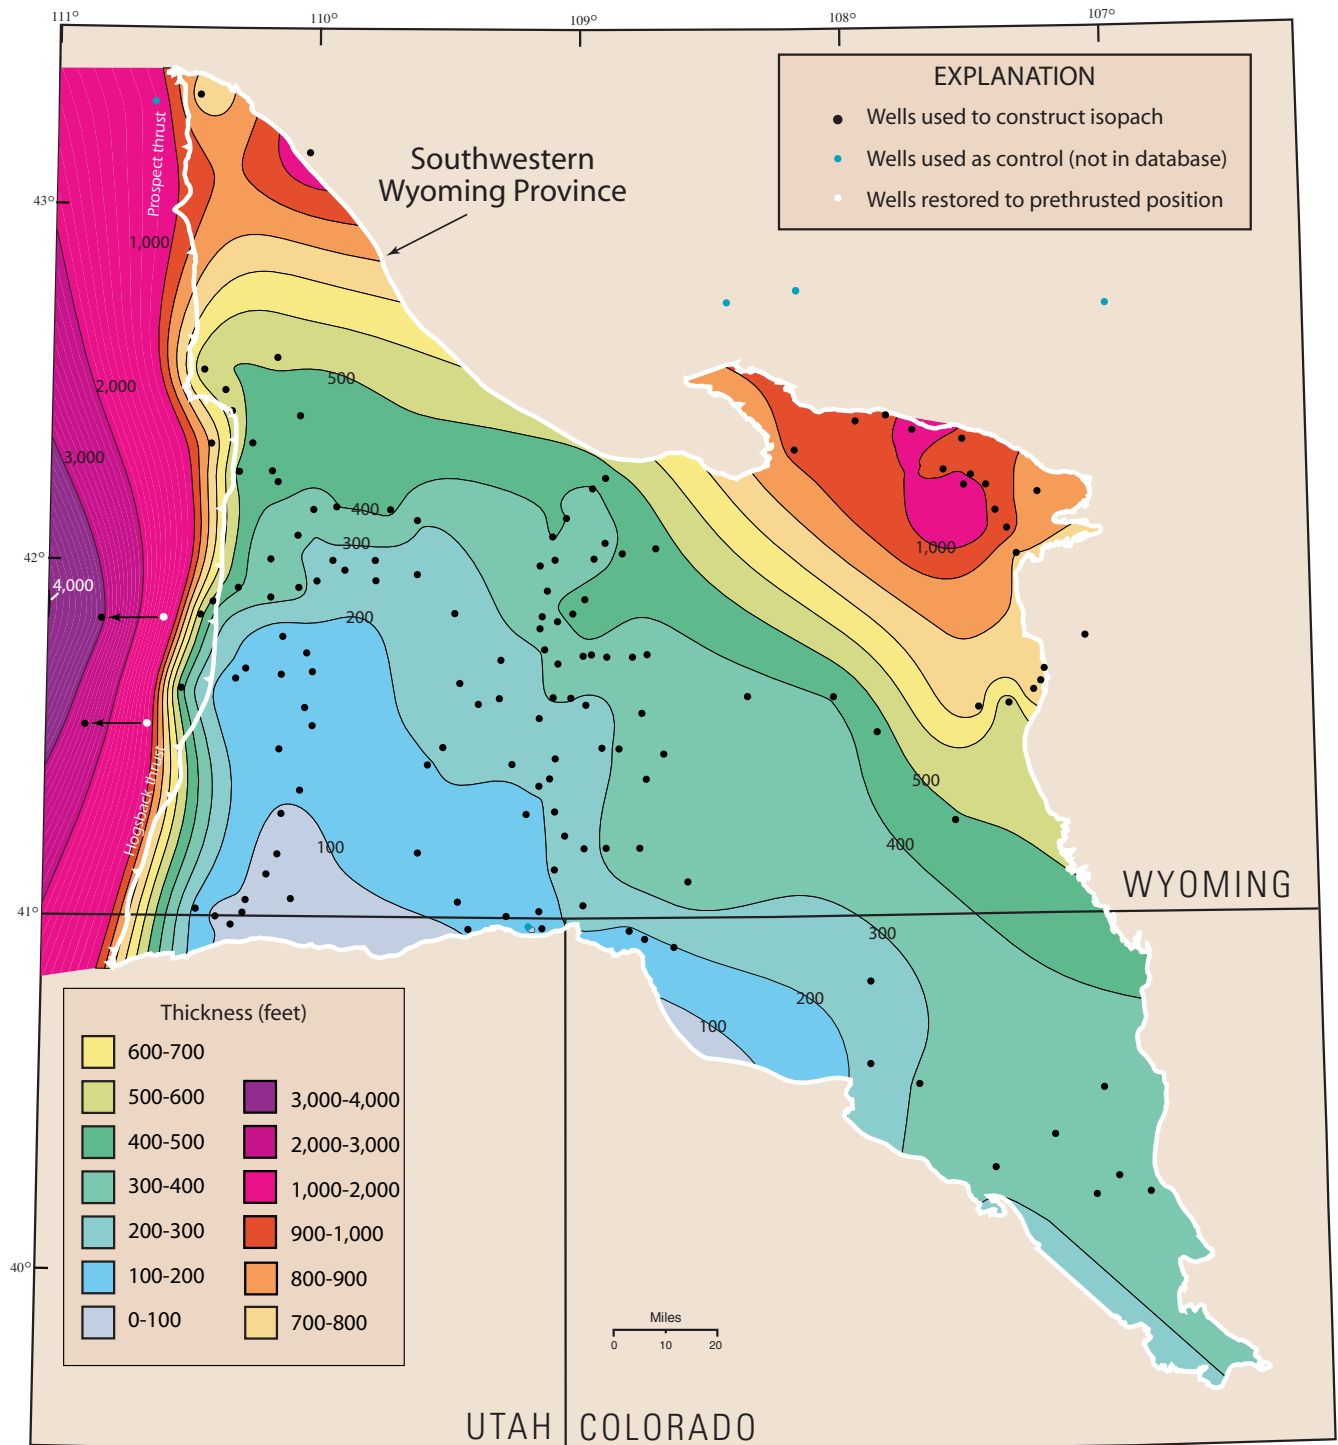 111°
110°
109°
108°
107°
EXPLANATION
Wells used to construct isopach
Wells used as control (not in database)
Wells restored to prethrusted position
Southwestern
Wyoming Province
Prospect thrust
43°
1,000
2,000
500
3,000
400
300
1,000
42°
4,000
200
500
Hogsback thrust
100
400
WYOMING
41°
300
200
100
Thickness (feet)
600-700
500-600
400-500
300-400
200-300
100-200
0-100
3,000-4,000
2,000-3,000
1,000-2,000
900-1,000
800-900
700-800
40°
Miles
0 10 20
UTAH
COLORADO